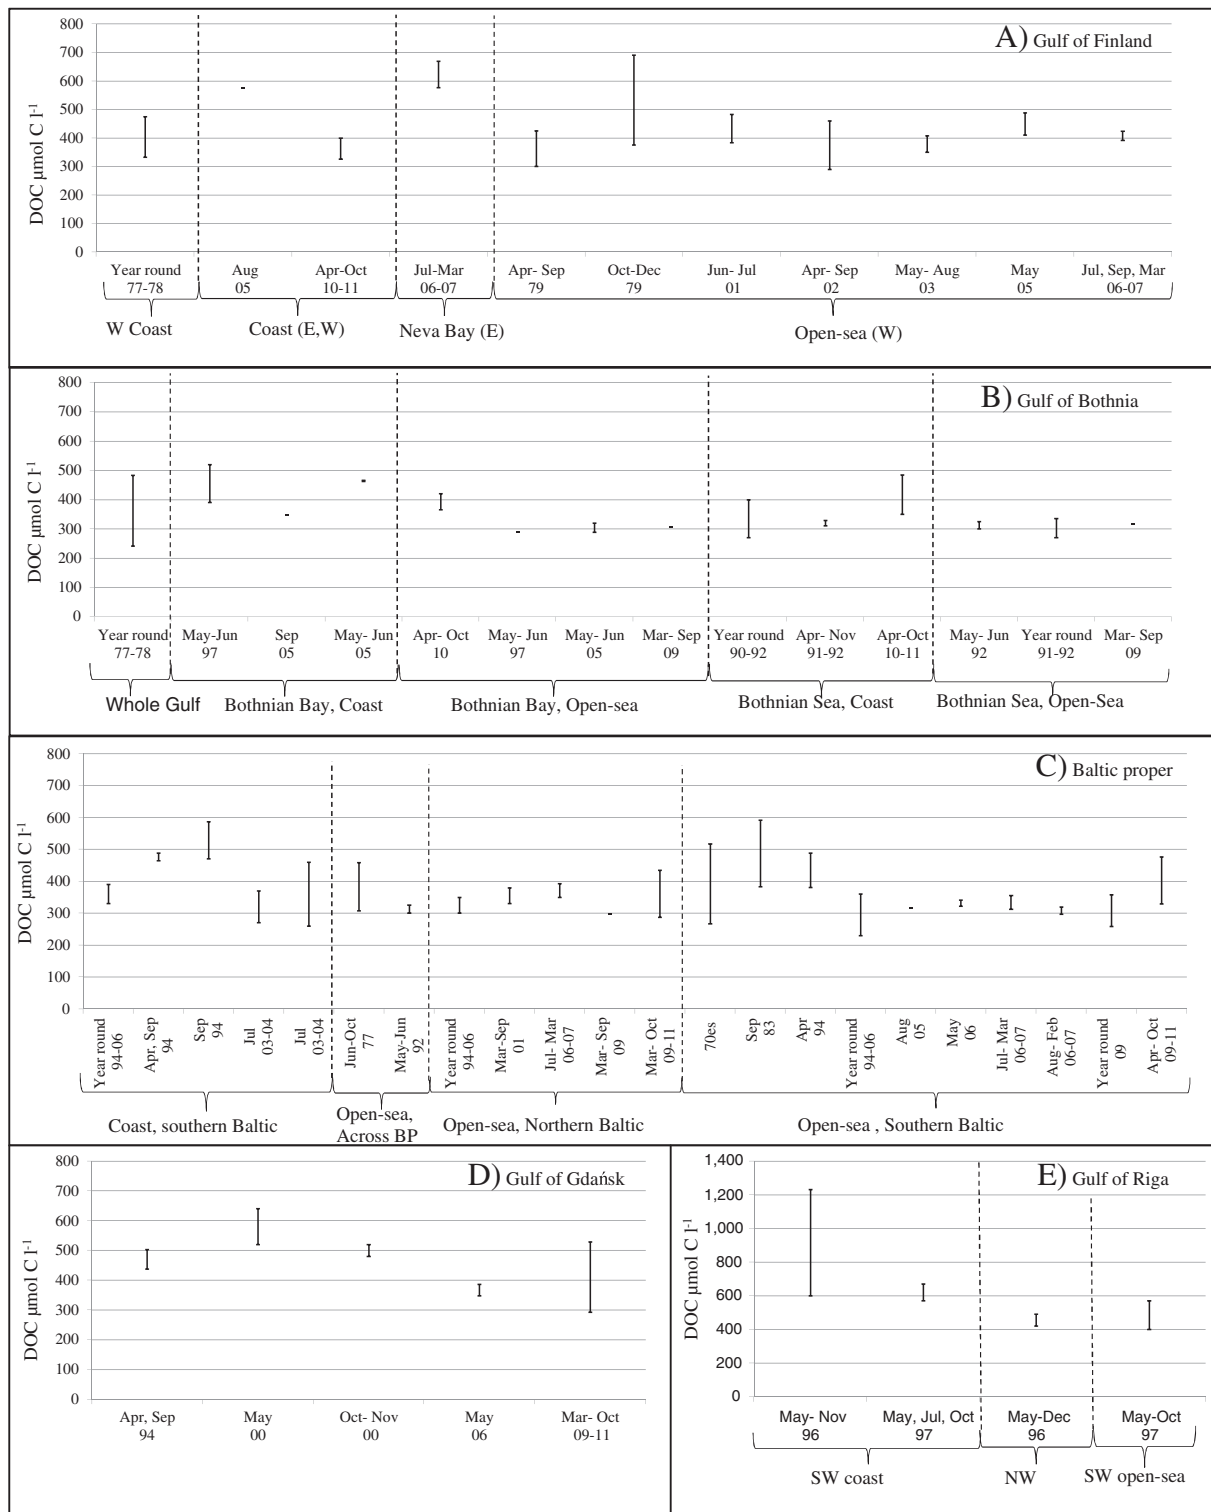 A) Gulf of Finland
DOC µmol C l-1
800
700
600
500
400
300
200
100
0
Year round 77-78
Aug 05
Apr-Oct 10-11
Jul-Mar 06-07
Apr- Sep 79
Oct-Dec 79
Jun- Jul 01
Apr- Sep 02
May- Aug 03
May 05
Jul, Sep, Mar 06-07
W Coast
Coast (E,W)
Neva Bay (E)
Open-sea (W)
B) Gulf of Bothnia
DOC µmol C l-1
800
700
600
500
400
300
200
100
0
Year round 77-78
May-Jun 97
Sep 05
May- Jun 05
Apr- Oct 10
May- Jun 97
May- Jun 05
Mar- Sep 09
Year round 90-92
Apr- Nov 91-92
Apr-Oct 10-11
May- Jun 92
Year round 91-92
Mar- Sep 09
Whole Gulf
Bothnian Bay, Coast
Bothnian Bay, Open-sea
Bothnian Sea, Coast
Bothnian Sea, Open-Sea
C) Baltic proper
DOC µmol C l-1
800
700
600
500
400
300
200
100
0
Year round 94-06
Apr, Sep 94
Sep 94
Jul 03-04
Jul 03-04
Jun-Oct 77
May-Jun 92
Year round 94-06
Mar-Sep 01
Jul- Mar 06-07
Mar- Sep 09
Mar- Oct 09-11
70es
Sep 83
Apr 94
Year round 94-06
Aug 05
May 06
Jul- Mar 06-07
Aug- Feb 06-07
Year round 09
Apr- Oct 09-11
Coast, southern Baltic
Open-sea,
Across BP
Open-sea, Northern Baltic
Open-sea , Southern Baltic
D) Gulf of Gdańsk
DOC µmol C l-1
800
700
600
500
400
300
200
100
0
Apr, Sep 94
May 00
Oct- Nov 00
May 06
Mar- Oct 09-11
E) Gulf of Riga
DOC µmol C l-1
1,400
1,200
1,000
800
600
400
200
0
May- Nov 96
May, Jul, Oct 97
May-Dec 96
May-Oct 97
SW coast
NW
SW open-sea